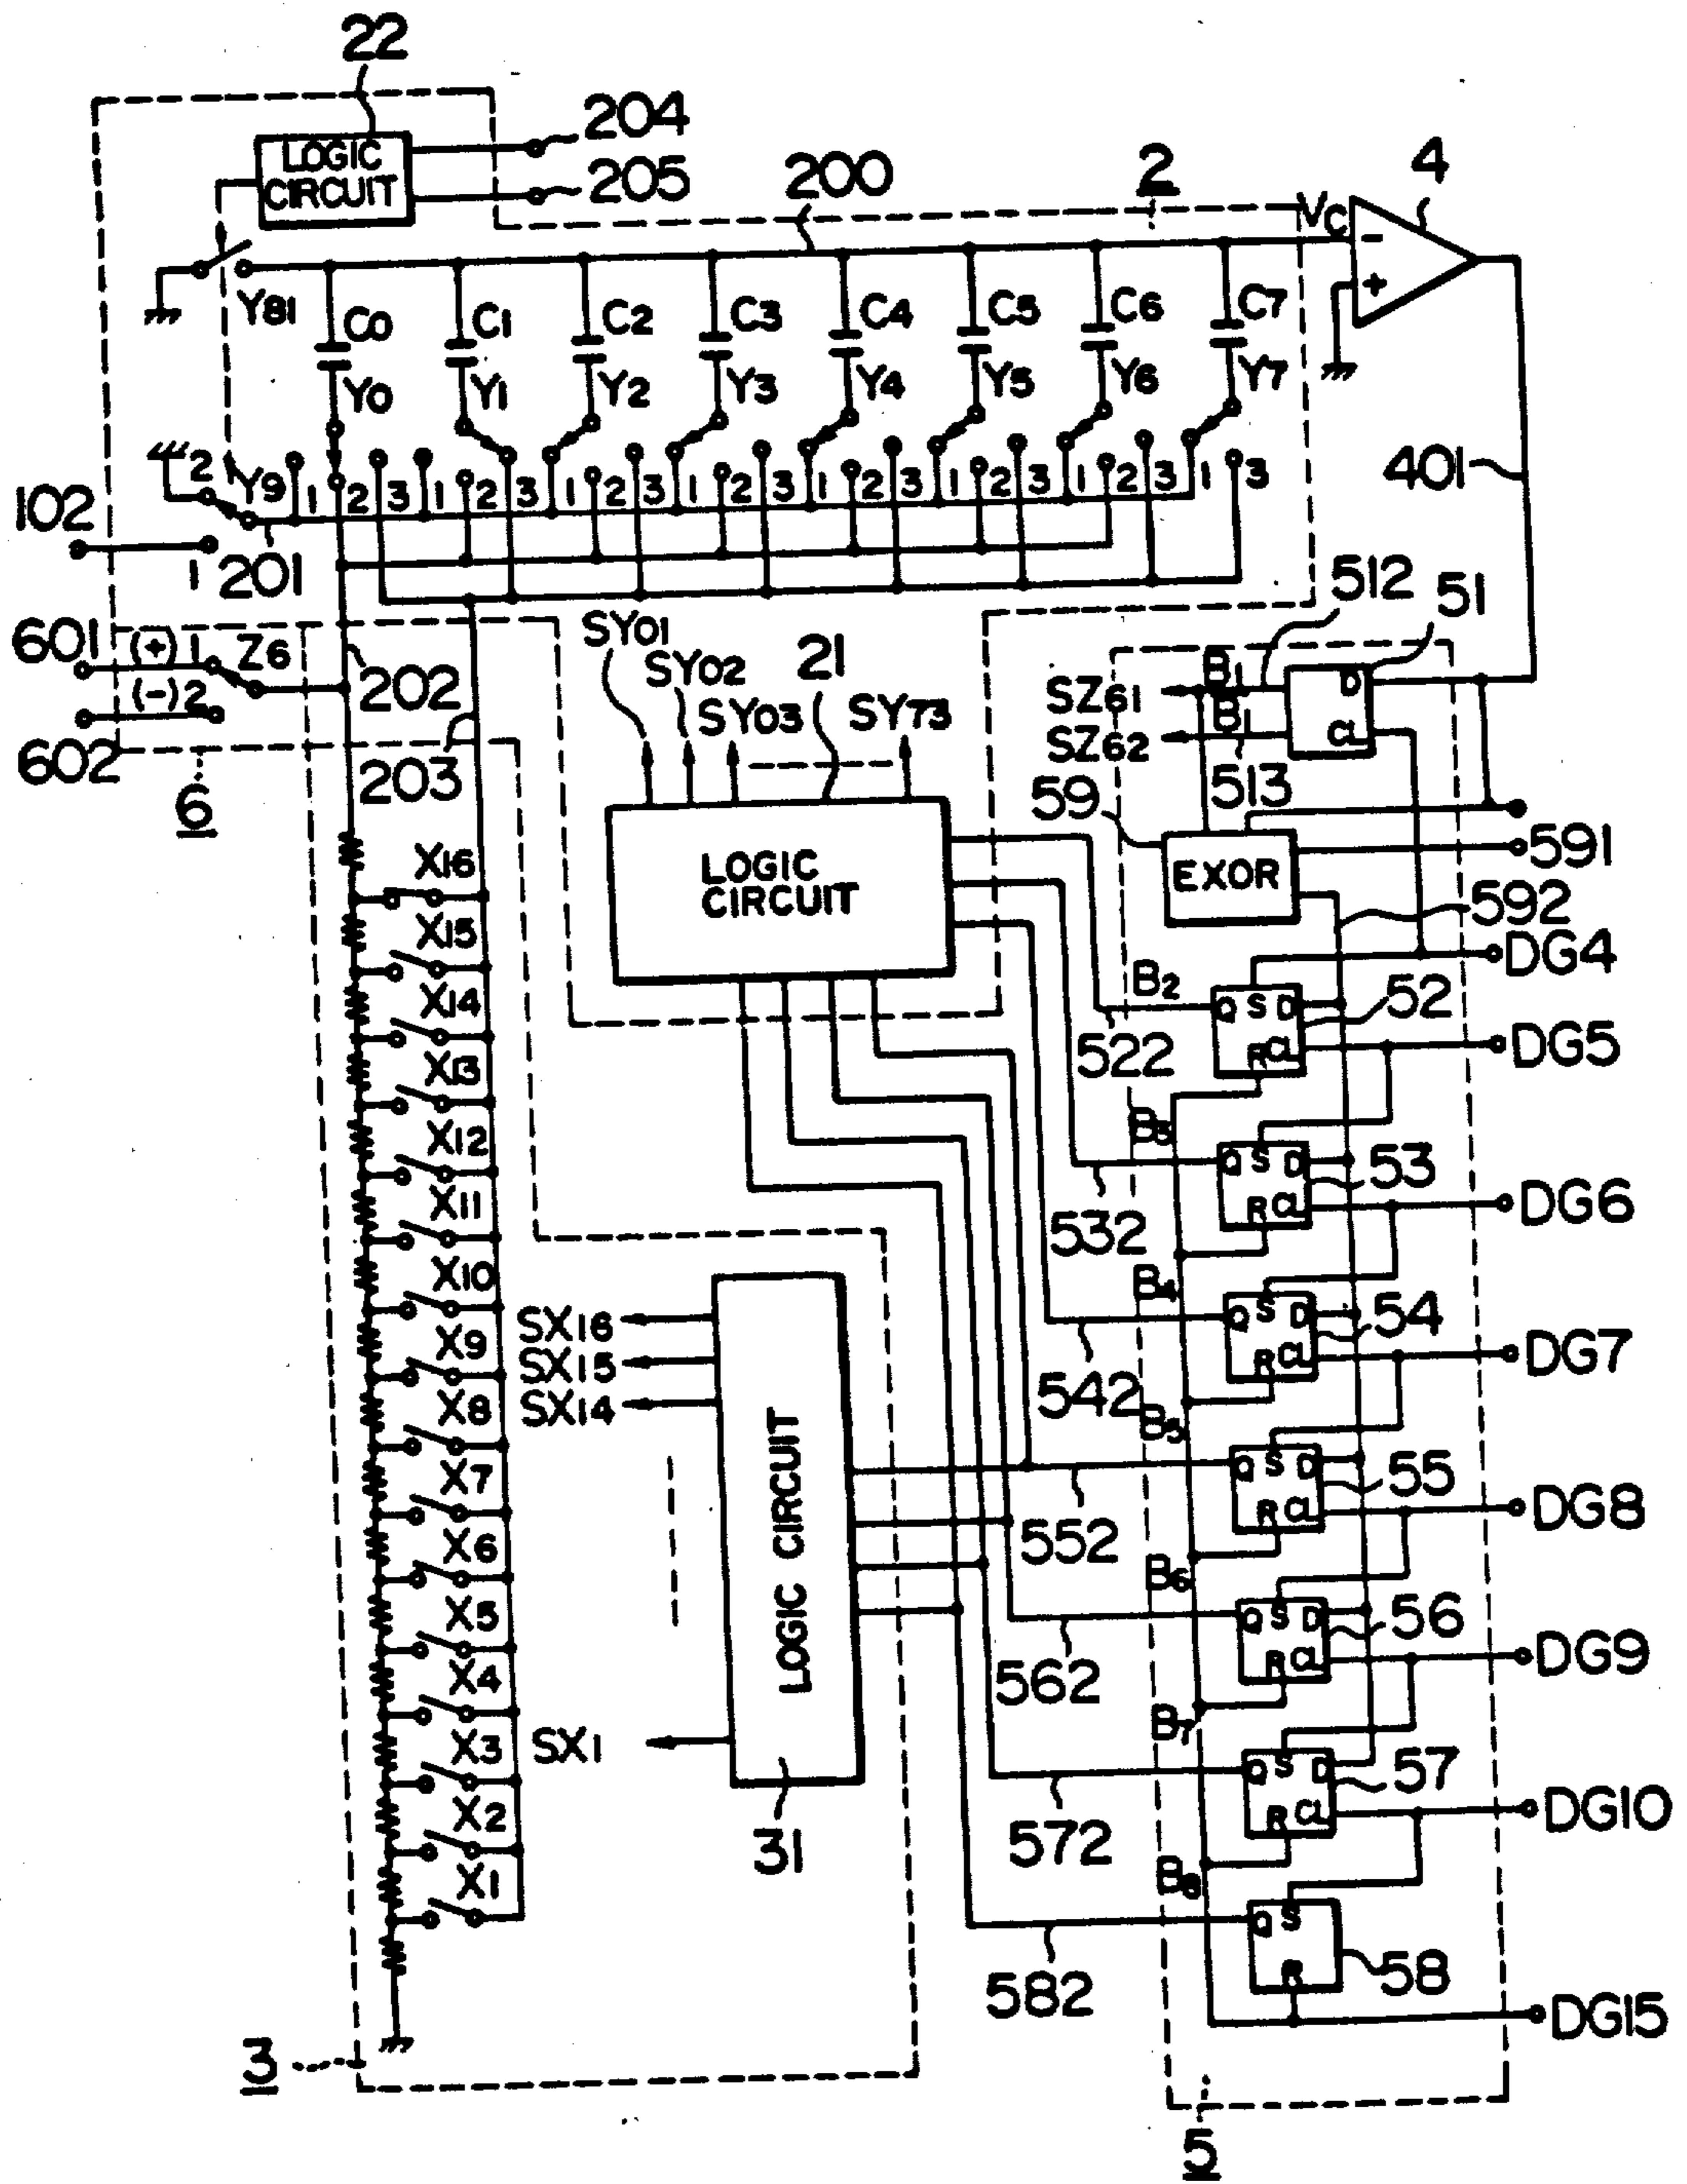 22
204
LOGIC
CIRCUIT
205
200
2
VC
4
-
+
Y81
C0
C1
C2
C3
C4
C5
C6
C7
Y0
Y1
Y2
Y3
Y4
Y5
Y6
Y7
2
Y9
1
2
3
1
2
3
1
2
3
1
2
3
1
2
3
1
2
3
1
2
3
1
3
401
102
1
201
512
51
601
(+)
1
Z6
(-)
2
602
202
203
6
SY01
SY02
SY03
SY73
21
SZ61
B1
D
SZ62
B1
CL
513
59
591
LOGIC
CIRCUIT
EXOR
592
DG4
X16
X15
X14
X13
X12
X11
X10
X9
X8
X7
X6
X5
X4
X3
X2
X1
B2
Q S D
52
R CL
DG5
522
B3
Q S D
53
R CL
DG6
532
B4
Q S D
54
R CL
DG7
542
B5
Q S D
55
R CL
DG8
552
B6
Q S D
56
R CL
DG9
562
B7
Q S D
57
R CL
DG10
572
B8
Q S
58
R
DG15
582
SX16
SX15
SX14
LOGIC CIRCUIT
SX1
31
3
5